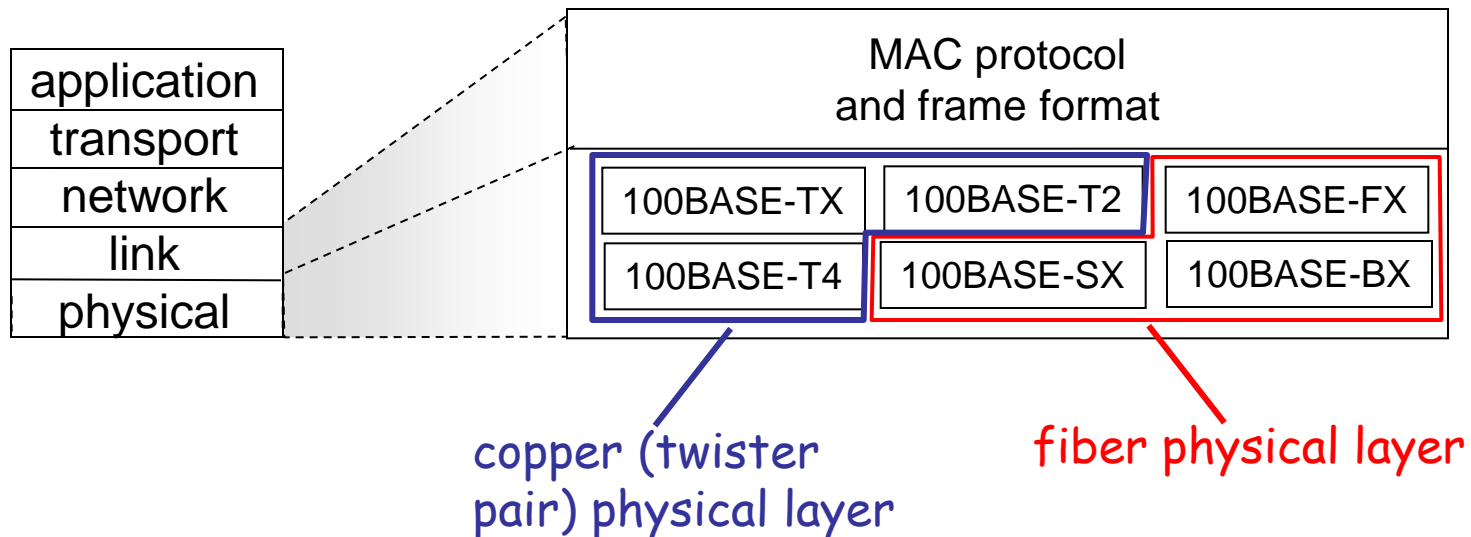 application
transport
network
link
physical
MAC protocol
and frame format
100BASE-TX
100BASE-T2
100BASE-FX
100BASE-T4
100BASE-SX
100BASE-BX
copper (twister
pair) physical layer
fiber physical layer